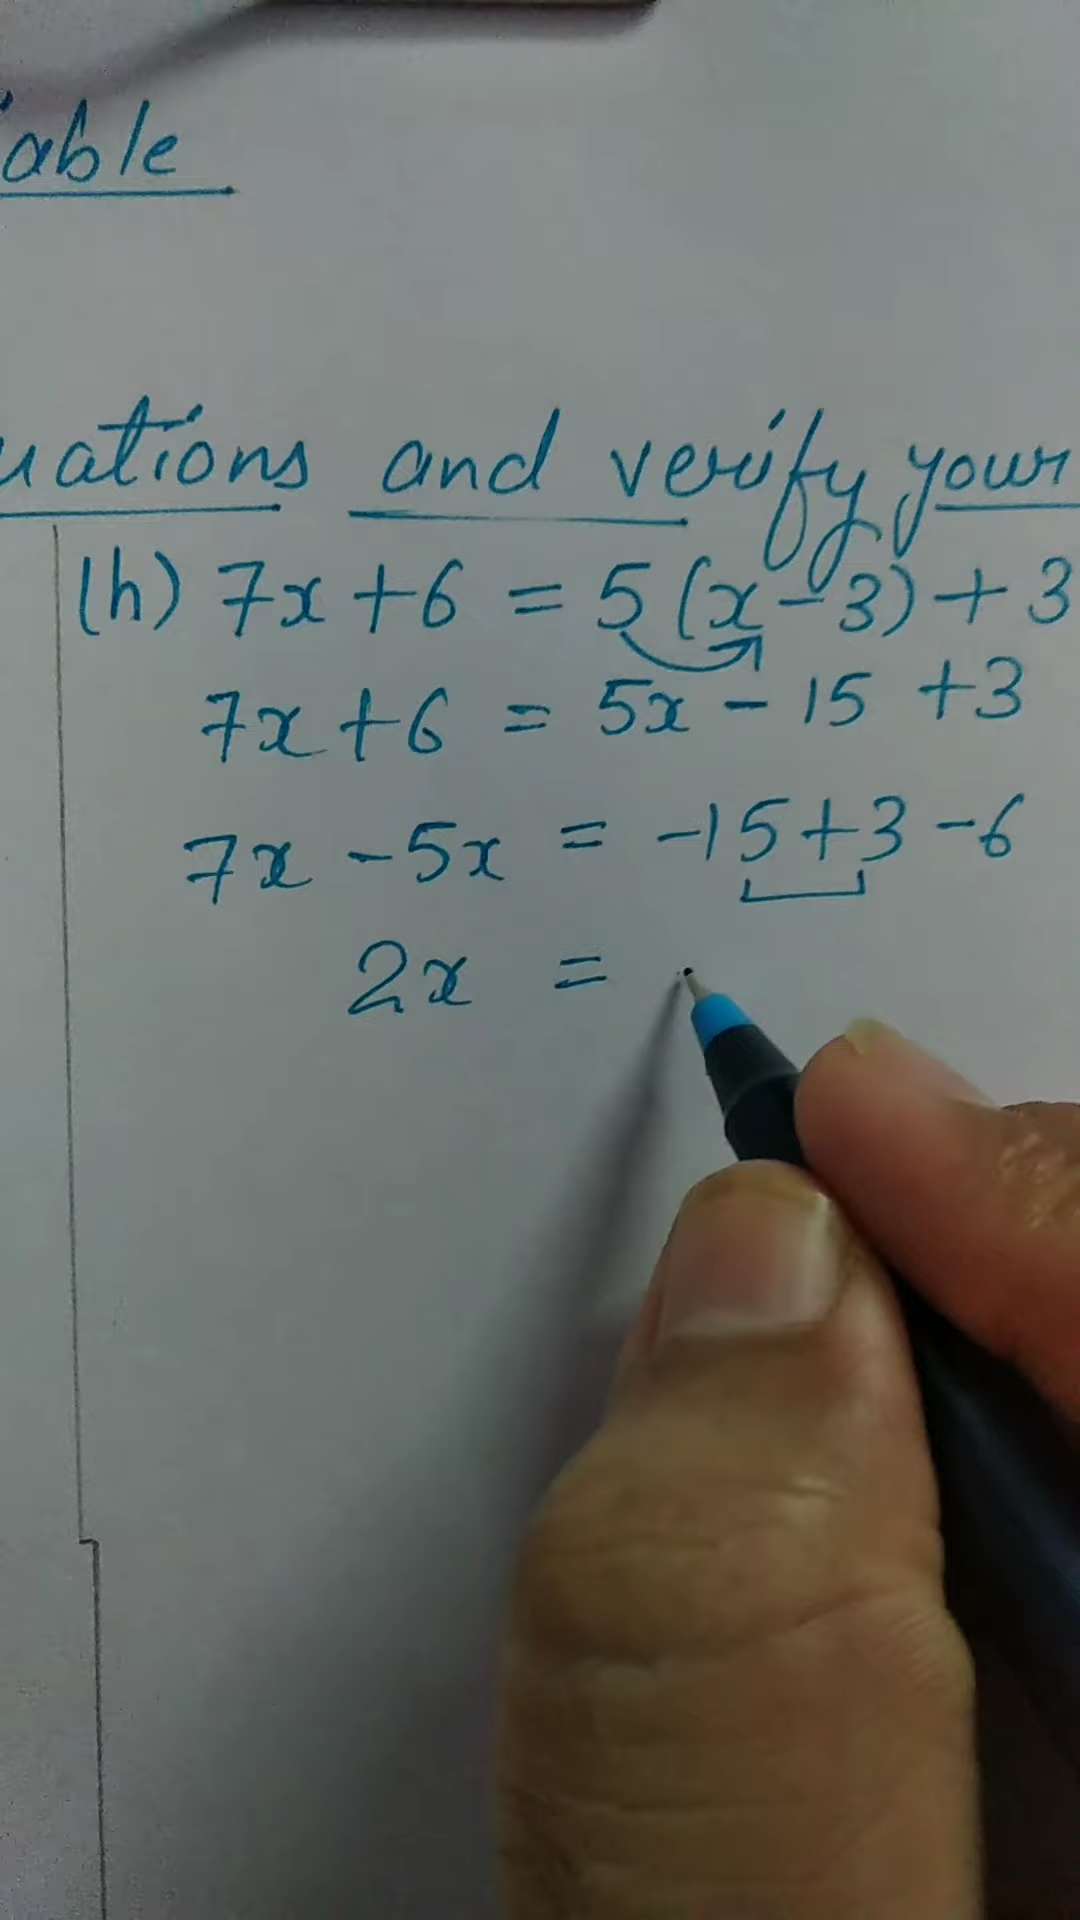 able
uations and verify your
(h) 7x + 6 = 5 (x - 3) + 3
7x + 6 = 5x - 15 + 3
7x - 5x = -15 + 3 - 6
2x =